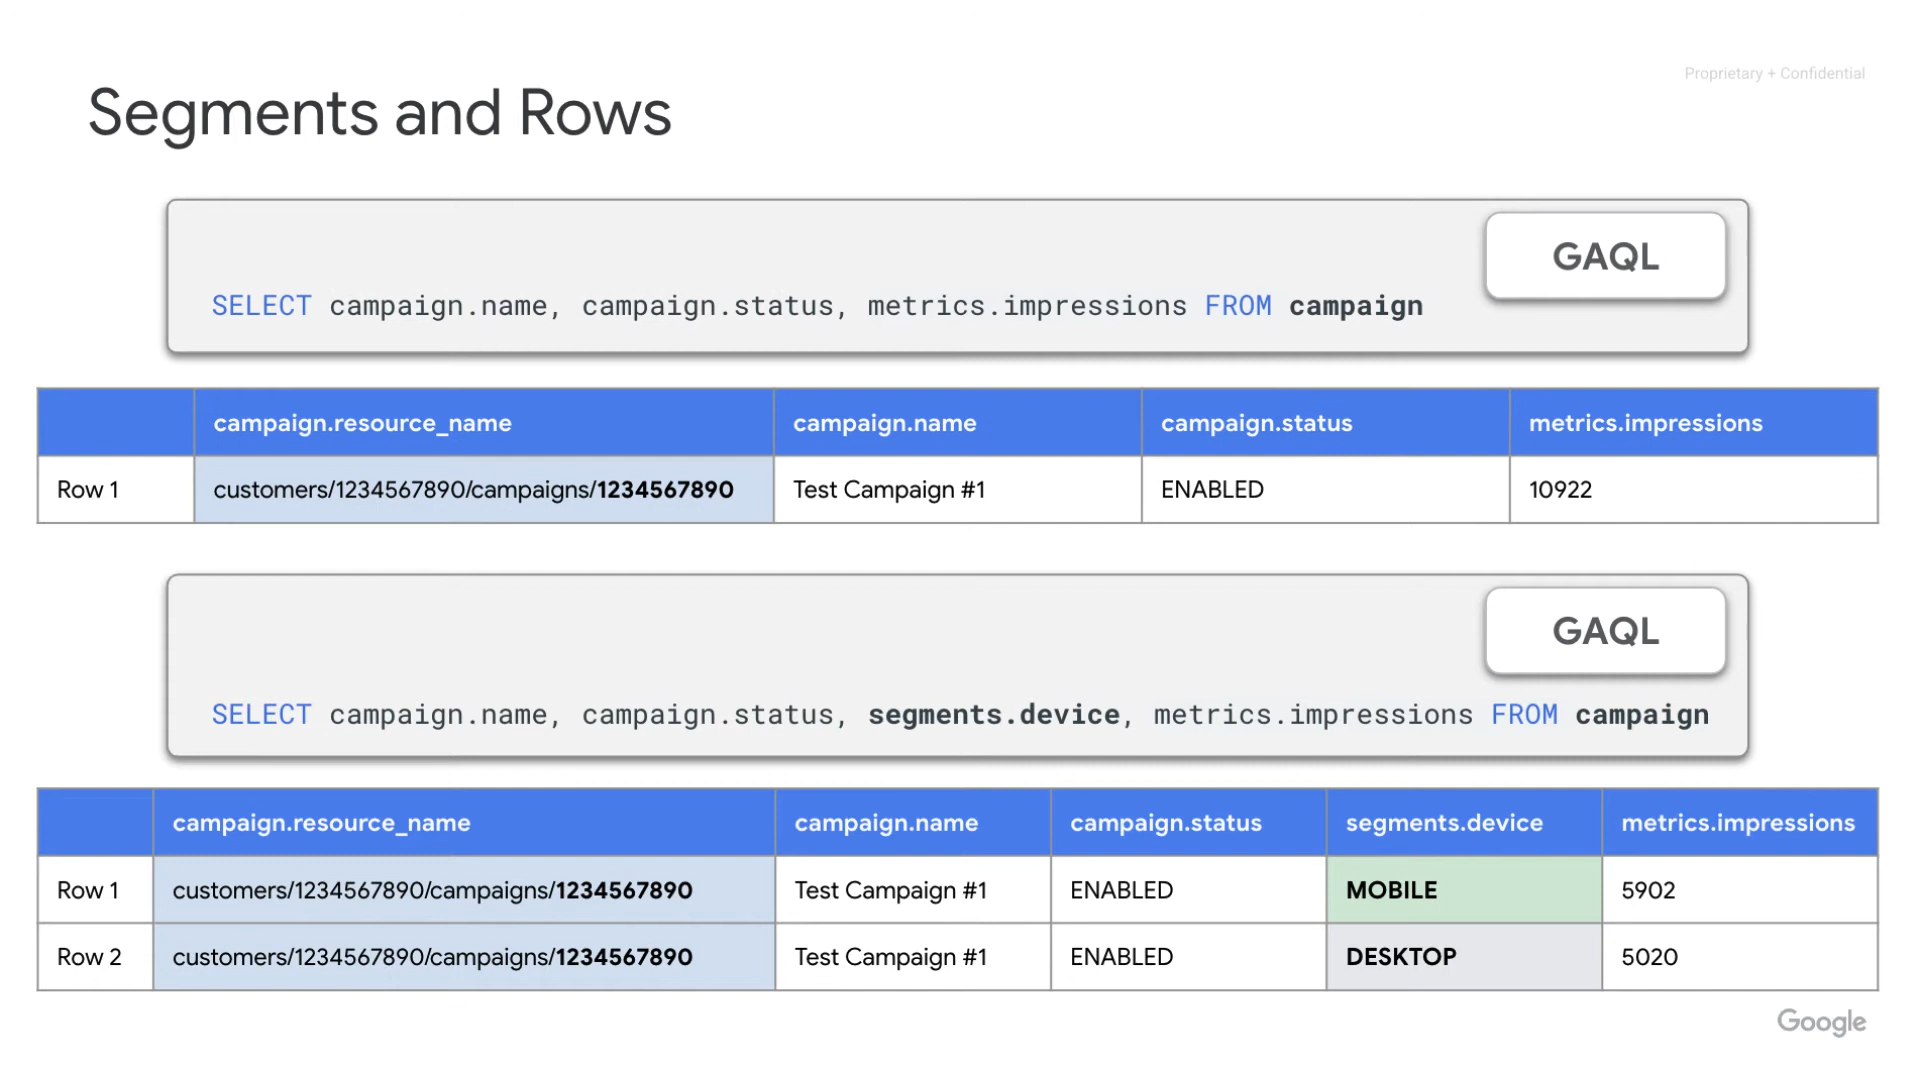 Proprietary + Confidential
Segments and Rows
GAQL
SELECT campaign.name, campaign.status, metrics.impressions FROM campaign
campaign.resource_name campaign.name campaign.status metrics.impressions
Row 1 customers/1234567890/campaigns/1234567890 Test Campaign #1 ENABLED 10922
GAQL
SELECT campaign.name, campaign.status, segments.device, metrics.impressions FROM campaign
campaign.resource_name campaign.name campaign.status segments.device metrics.impressions
Row 1 customers/1234567890/campaigns/1234567890 Test Campaign #1 ENABLED MOBILE 5902
Row 2 customers/1234567890/campaigns/1234567890 Test Campaign #1 ENABLED DESKTOP 5020
Google